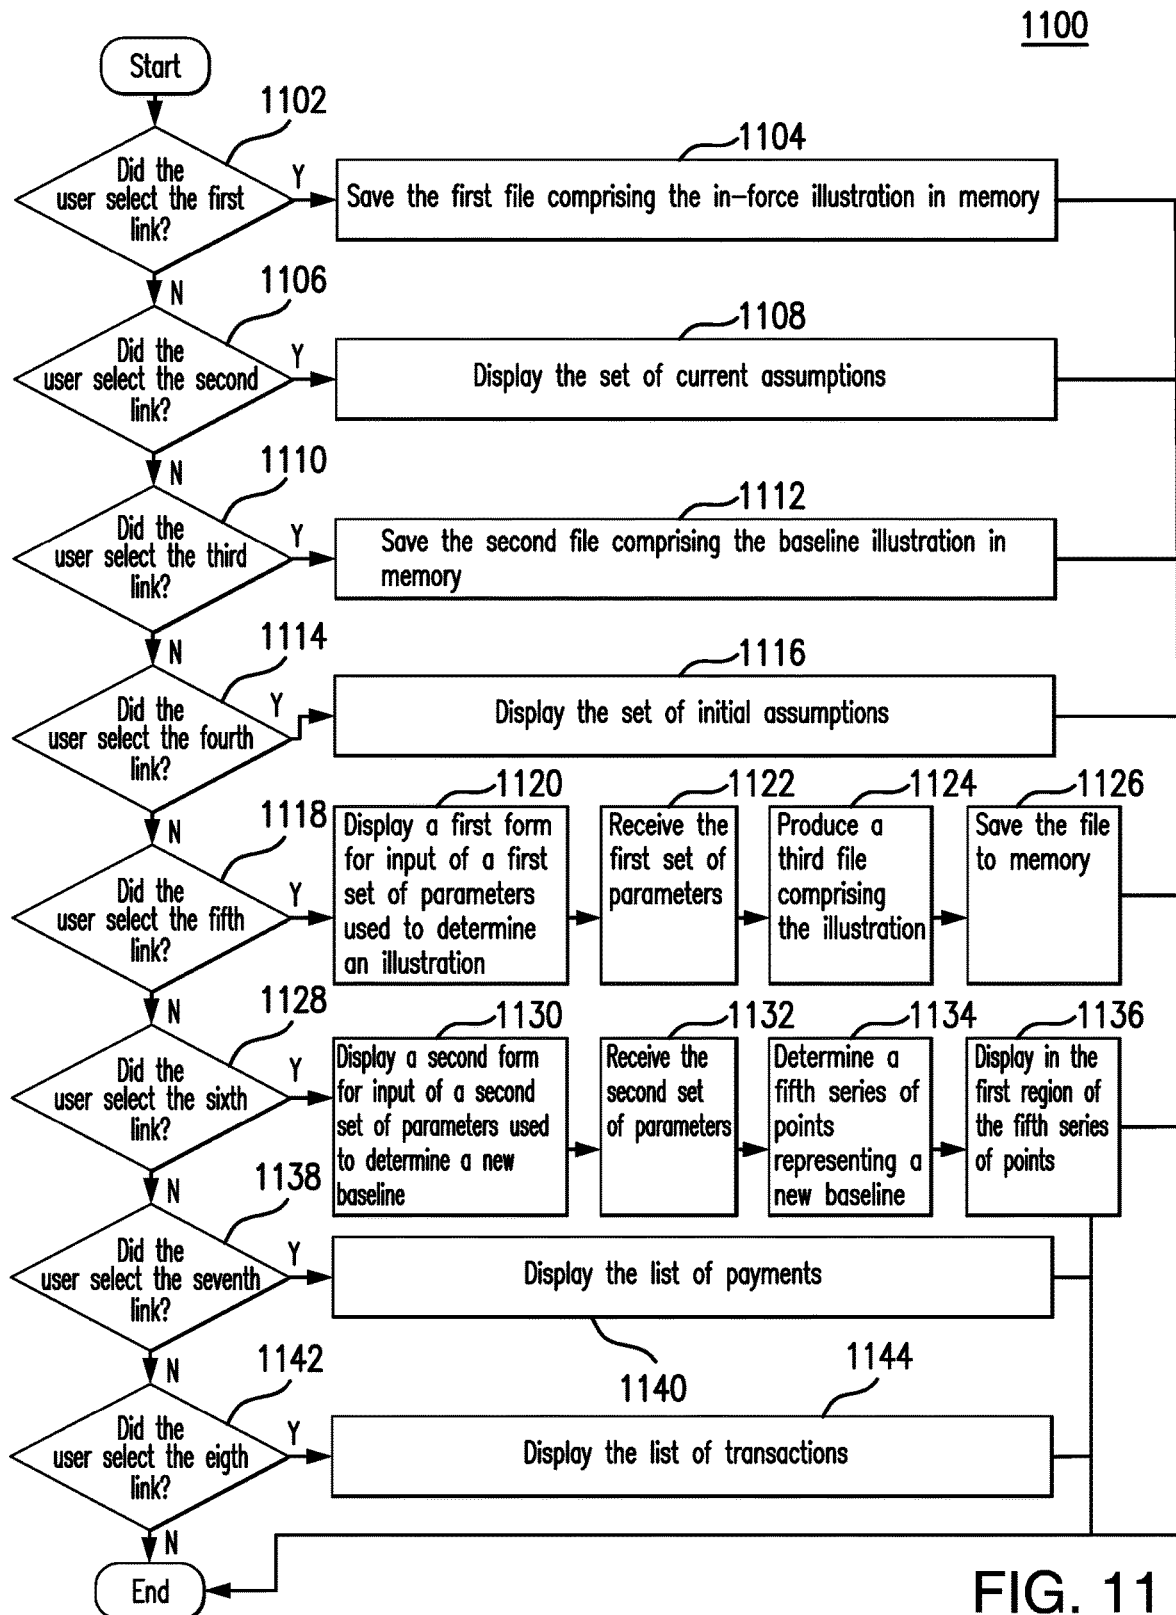 1100
Start
1102
Did the
user select the first
link?
Y
1104
Save the first file comprising the in-force illustration in memory
N
1106
Did the
user select the second
link?
Y
1108
Display the set of current assumptions
N
1110
Did the
user select the third
link?
Y
1112
Save the second file comprising the baseline illustration in
memory
N
1114
Did the
user select the fourth
link?
Y
1116
Display the set of initial assumptions
N
1118
Did the
user select the fifth
link?
Y
1120
Display a first form
for input of a first
set of parameters
used to determine
an illustration
1122
Receive the
first set of
parameters
1124
Produce a
third file
comprising
the illustration
1126
Save the file
to memory
N
1128
Did the
user select the sixth
link?
Y
1130
Display a second form
for input of a second
set of parameters used
to determine a new
baseline
1132
Receive the
second set
of parameters
1134
Determine a
fifth series of
points
representing a
new baseline
1136
Display in the
first region of
the fifth series
of points
N
1138
Did the
user select the seventh
link?
Y
Display the list of payments
1140
N
1142
Did the
user select the eigth
link?
Y
1144
Display the list of transactions
N
End
FIG. 11